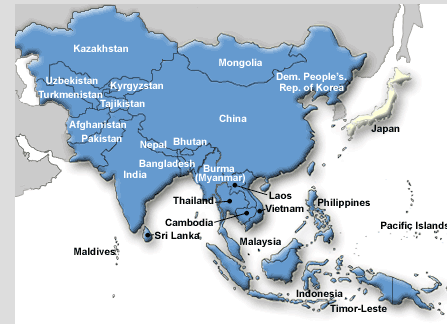 Kazakhstan
Mongolia
Uzbekistan
Kyrgyzstan
Dem. People's.
Rep. of Korea
Turkmenistan
Tajikistan
China
Afghanistan
Japan
Pakistan
Nepal
Bhutan
Bangladesh
India
Burma
(Myanmar)
Laos
Thailand
Vietnam
Philippines
Cambodia
Pacific Islands
Sri Lanka
Maldives
Malaysia
Indonesia
Timor-Leste